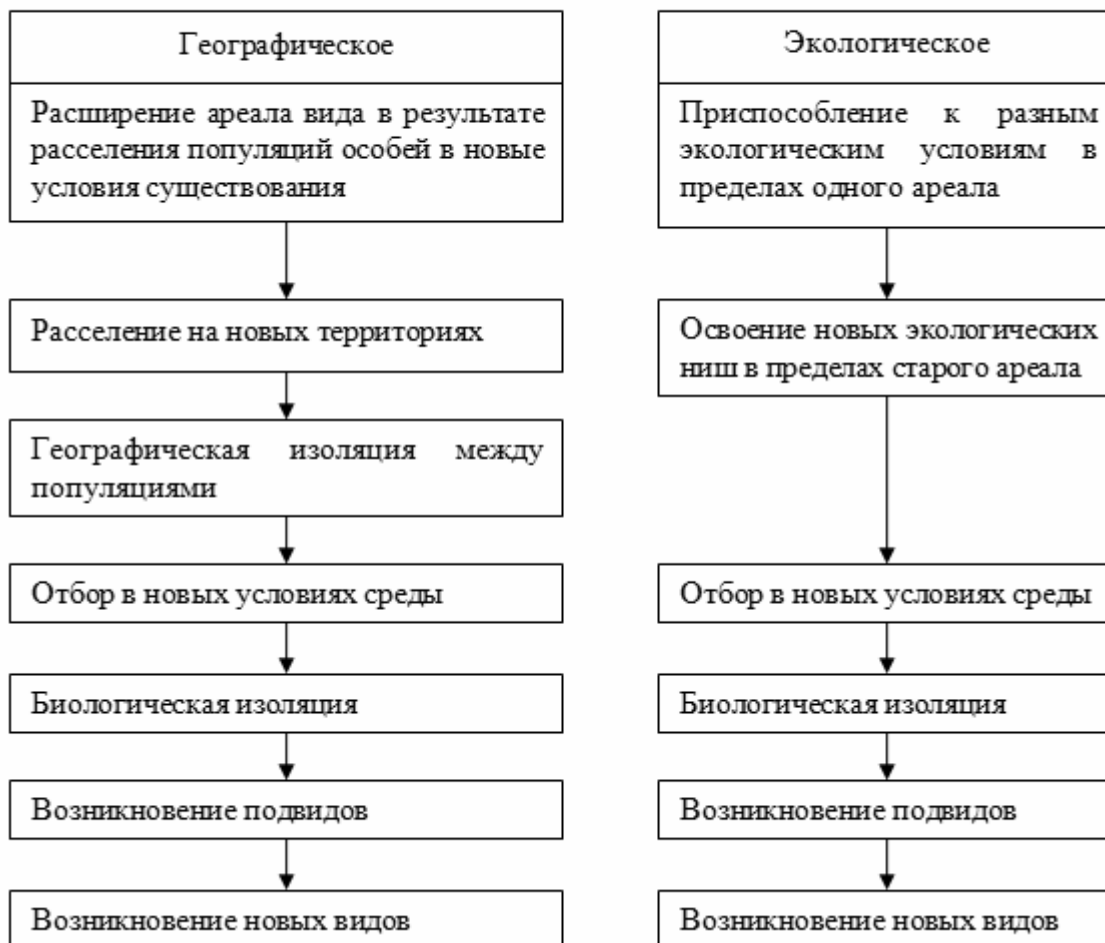 Географическое
Расширение ареала вида в результате
расселения популяций особей в новые
условия существования
Расселение на новых территориях
Географическая изоляция между
популяциями
Отбор в новых условиях среды
Биологическая изоляция
Возникновение подвидов
Возникновение новых видов
Экологическое
Приспособление к разным
экологическим условиям в
пределах одного ареала
Освоение новых экологических
ниш в пределах старого ареала
Отбор в новых условиях среды
Биологическая изоляция
Возникновение подвидов
Возникновение новых видов